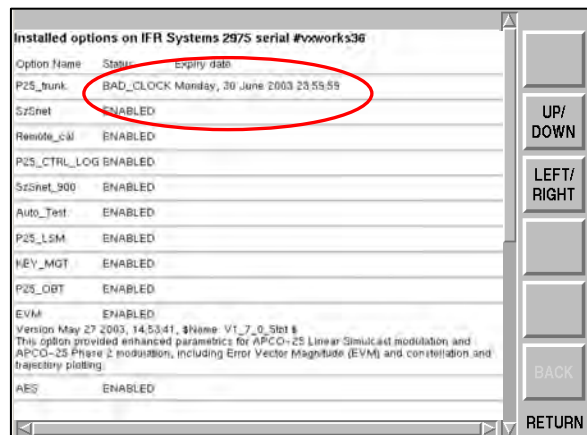 Installed options on IFR Systems 2975 serial #vxworks36
Option Name Status Expiry date
P25_trunk BAD_CLOCK Monday, 30 June 2003 23:59:59
SzSnet ENABLED
Remote_cal ENABLED
P25_CTRL_LOG ENABLED
SzSnet_900 ENABLED
Auto_Test ENABLED
P25_LSM ENABLED
KEY_MGT ENABLED
P25_OBT ENABLED
EVM ENABLED
Version May 27 2003, 14:53:41, $Name: V1_7_0_Stbt $
This option provided enhanced parametrics for APCO-25 Linear Simulcast modulation and
APCO-25 Phase 2 modulation, including Error Vector Magnitude (EVM) and constellation and
trajectory plotting.
AES ENABLED
UP/
DOWN
LEFT/
RIGHT
BACK
RETURN